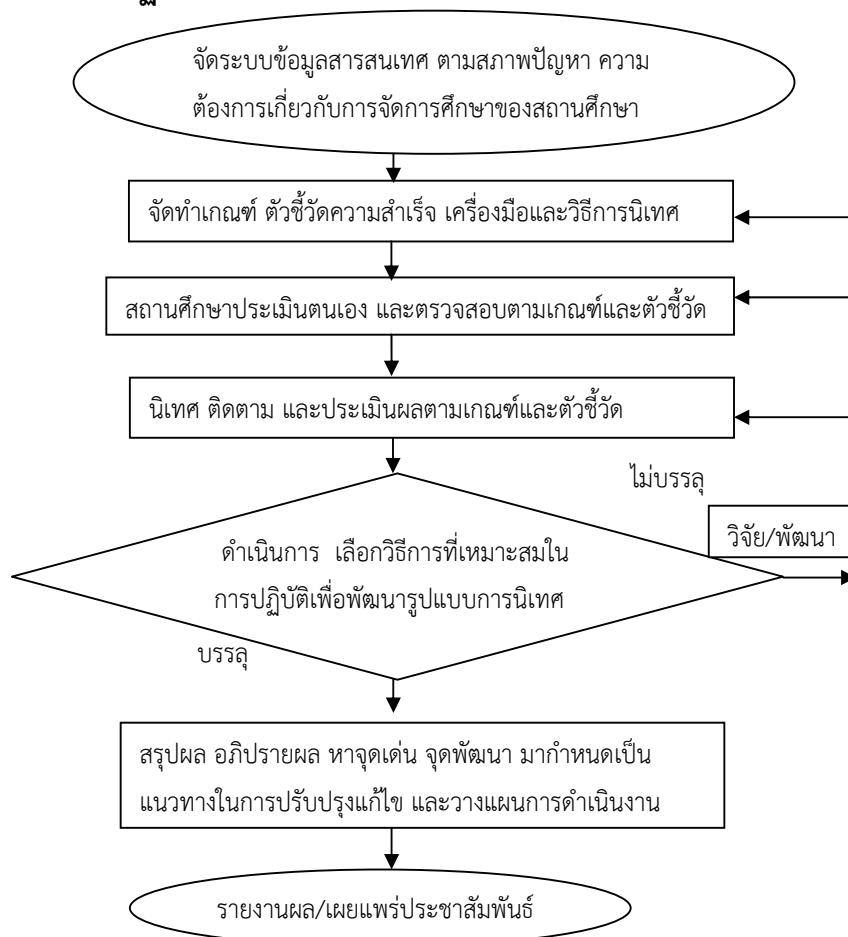 จัดระบบข้อมูลสารสนเทศ ตามสภาพปัญหา ความ
ต้องการเกี่ยวกับการจัดการศึกษาของสถานศึกษา
จัดทำเกณฑ์ ตัวชี้วัดความสำเร็จ เครื่องมือและวิธีการนิเทศ
สถานศึกษาประเมินตนเอง และตรวจสอบตามเกณฑ์และตัวชี้วัด
นิเทศ ติดตาม และประเมินผลตามเกณฑ์และตัวชี้วัด
ไม่บรรลุ
วิจัย/พัฒนา
ดำเนินการ เลือกวิธีการที่เหมาะสมใน
การปฏิบัติเพื่อพัฒนารูปแบบการนิเทศ
บรรลุ
สรุปผล อภิปรายผล หาจุดเด่น จุดพัฒนา มากำหนดเป็น
แนวทางในการปรับปรุงแก้ไข และวางแผนการดำเนินงาน
รายงานผล/เผยแพร่ประชาสัมพันธ์